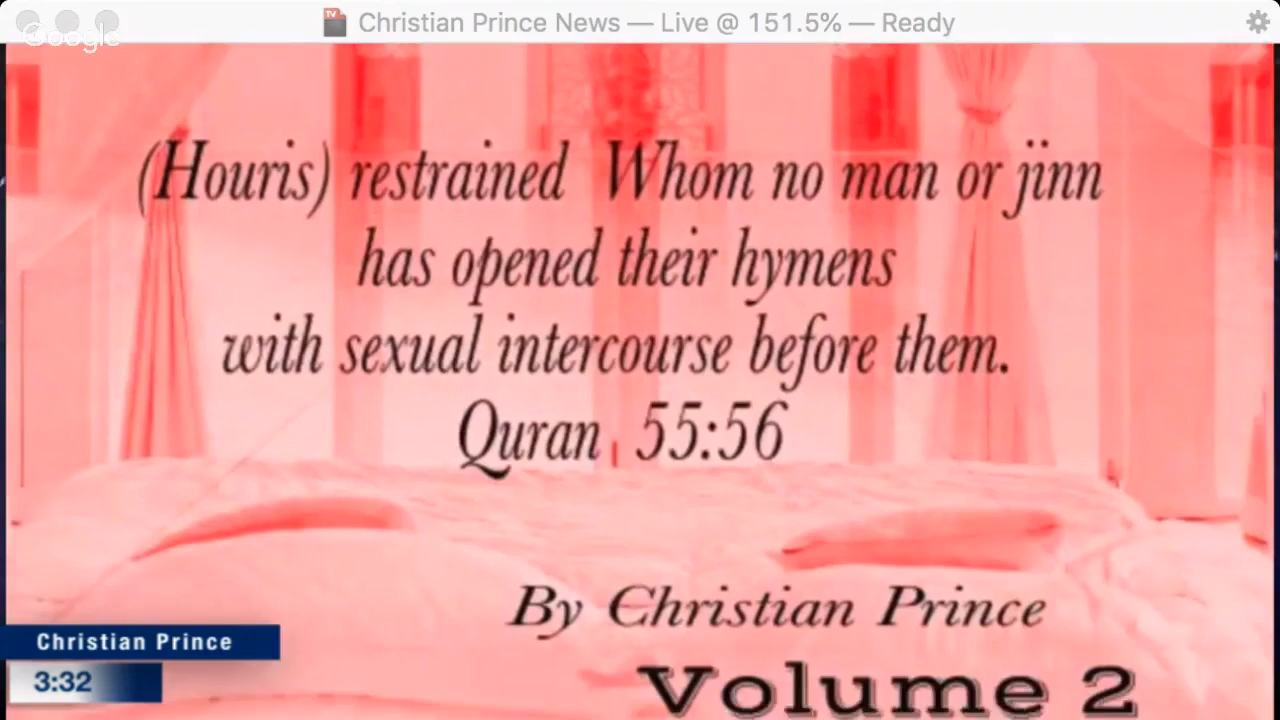 Christian Prince News — Live @ 151.5% — Ready
Google
(Houris) restrained Whom no man or jinn
has opened their hymens
with sexual intercourse before them.
Quran 55:56
By Christian Prince
Volume 2
Christian Prince
3:32